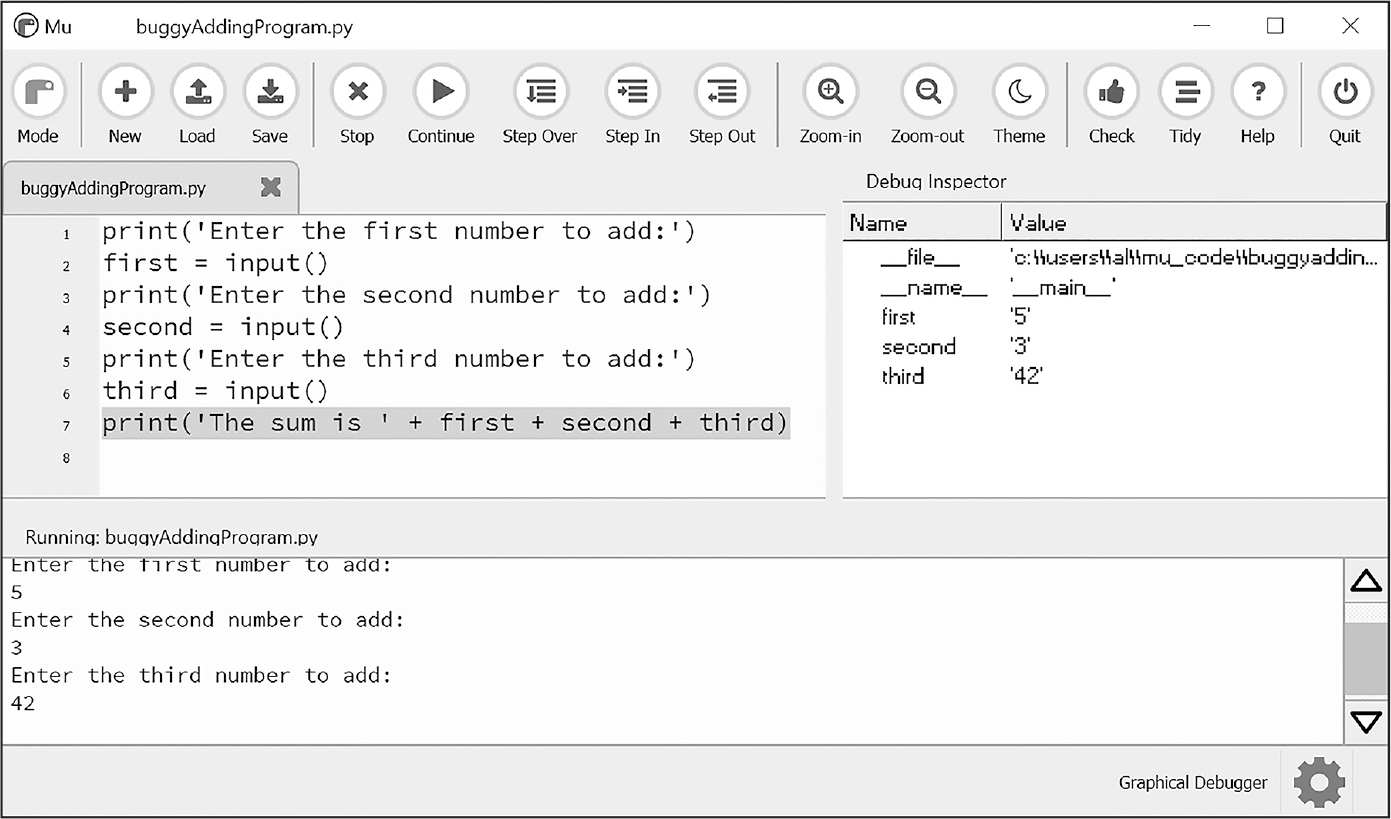 Mu buggyAddingProgram.py
Mode New Load Save Stop Continue Step Over Step In Step Out Zoom-in Zoom-out Theme Check Tidy Help Quit
buggyAddingProgram.py
1 print('Enter the first number to add:')
2 first = input()
3 print('Enter the second number to add:')
4 second = input()
5 print('Enter the third number to add:')
6 third = input()
7 print('The sum is ' + first + second + third)
8
Debug Inspector
Name Value
__file__ 'c:\\users\\al\\mu_code\\buggyaddin...
__name__ '__main__'
first '5'
second '3'
third '42'
Running: buggyAddingProgram.py
Enter the first number to add:
5
Enter the second number to add:
3
Enter the third number to add:
42
Graphical Debugger